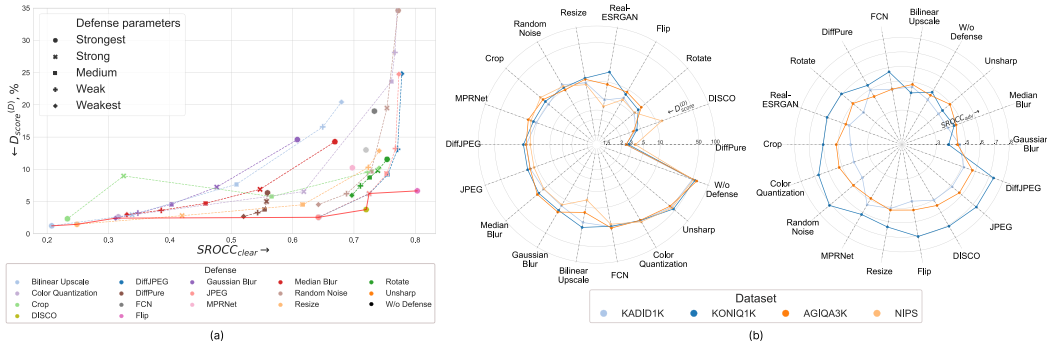 ← D_score^(D), %
35
30
25
20
15
10
5
0
0.2
0.3
0.4
0.5
0.6
0.7
0.8
SROCC_clear →
Defense parameters
Strongest
Strong
Medium
Weak
Weakest
Defense
Bilinear Upscale
Color Quantization
Crop
DISCO
DiffJPEG
DiffPure
FCN
Flip
Gaussian Blur
JPEG
MPRNet
Median Blur
Random Noise
Resize
Rotate
Unsharp
W/o Defense
(a)
Real-
ESRGAN
Flip
Rotate
DISCO
DiffPure
W/o
Defense
Unsharp
Color
Quantization
FCN
Bilinear
Upscale
Gaussian
Blur
Median
Blur
JPEG
DiffJPEG
MPRNet
Crop
Random
Noise
Resize
← D_score^(D)
90
100
FCN
Bilinear
Upscale
W/o
Defense
Unsharp
Median
Blur
Gaussian
Blur
DiffJPEG
JPEG
DISCO
Flip
Resize
MPRNet
Random
Noise
Color
Quantization
Crop
Real-
ESRGAN
Rotate
DiffPure
SROCC_adv →
Dataset
KADID1K
KONIQ1K
AGIQA3K
NIPS
(b)